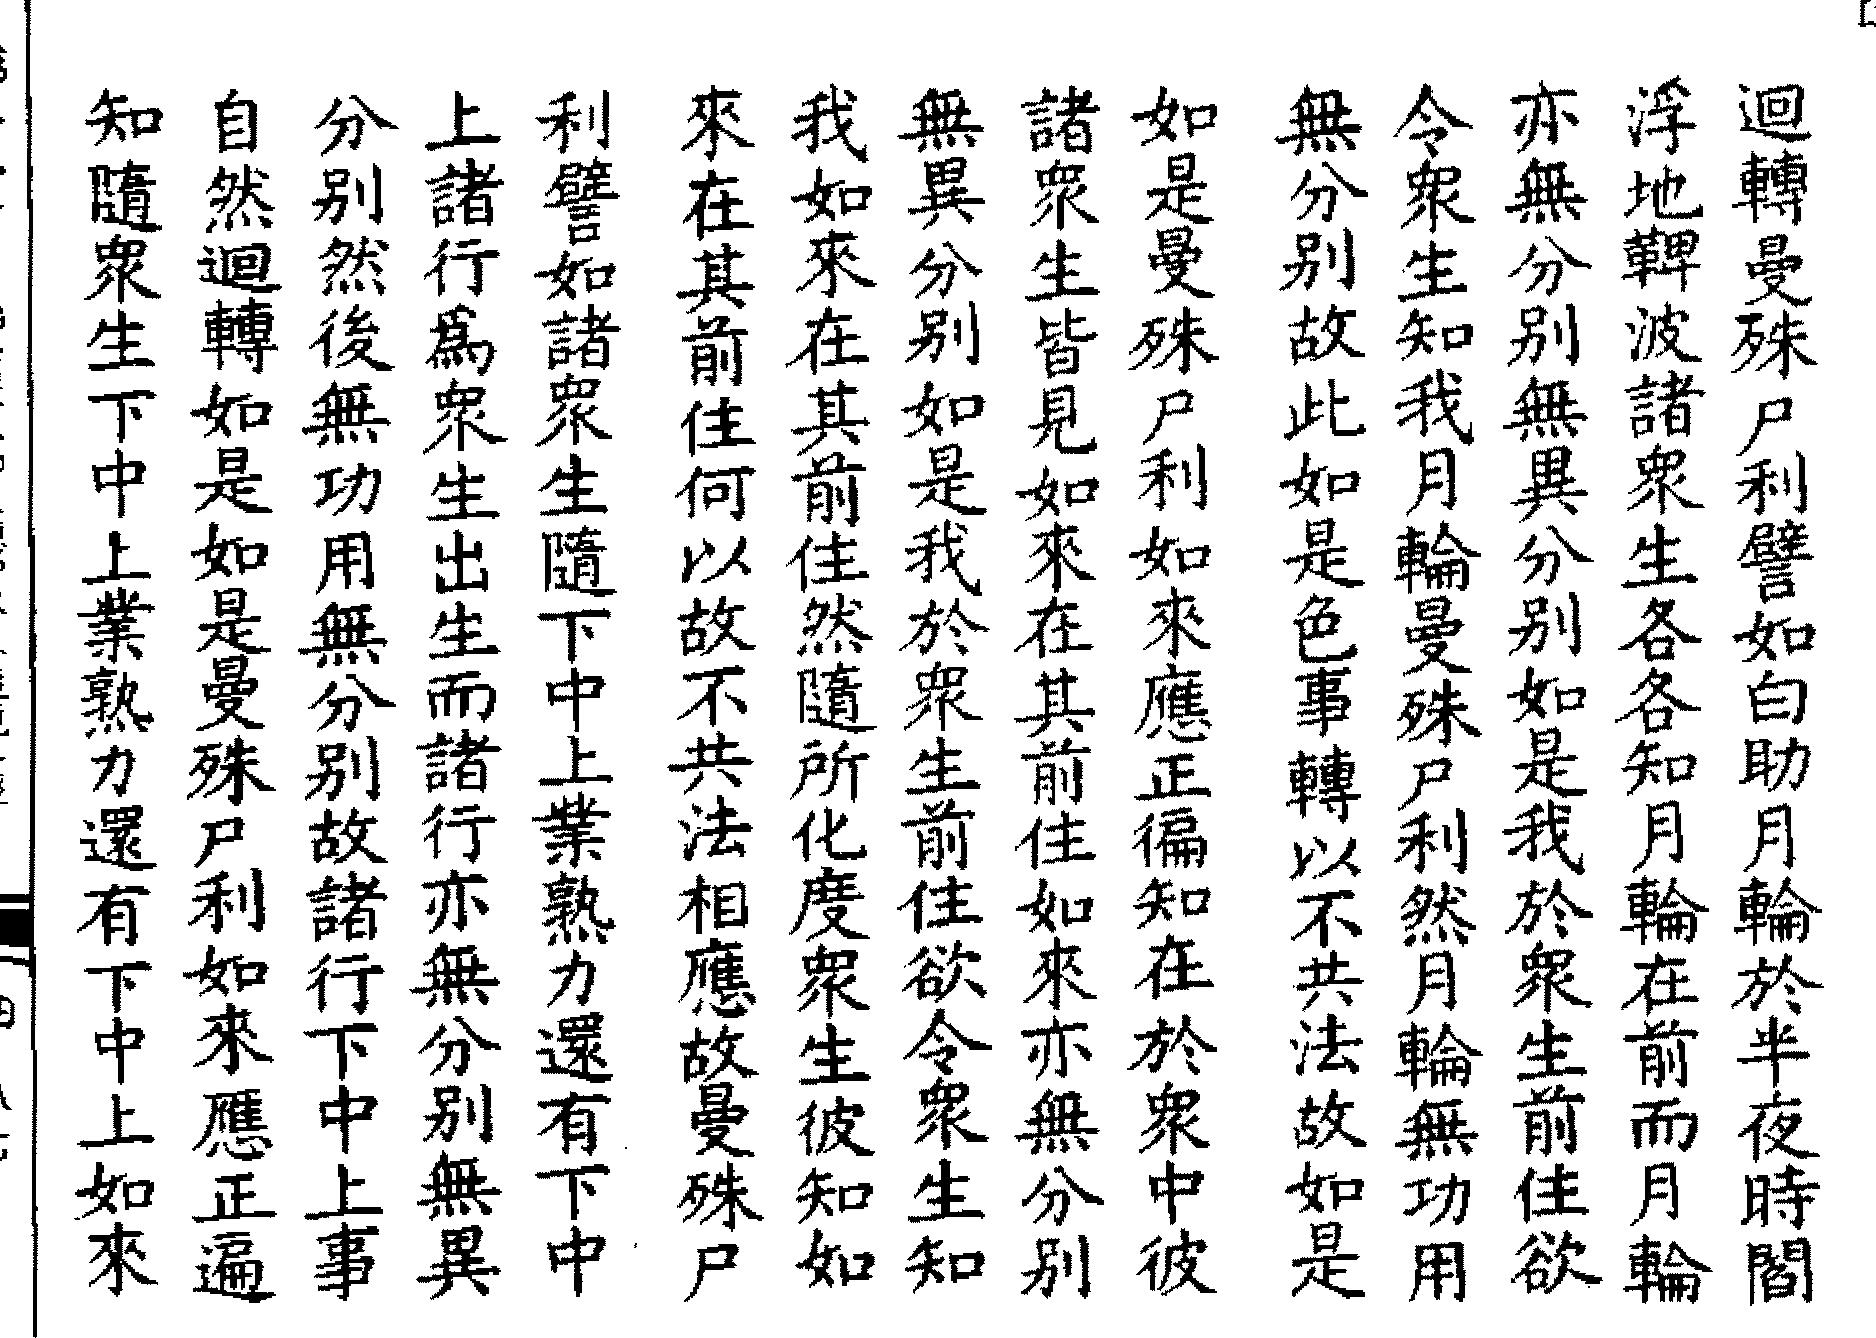 迴轉曼殊尸利譬如白助月輪於半夜時閻
浮地鞞波諸衆生各各知月輪在前而月輪
亦無分别無異分别如是我於衆生前住欲
令衆生知我月輪曼殊尸利然月輪無功用
無分别故此如是色事轉以不共法故如是
如是曼殊尸利如來應正徧知在於衆中彼
諸衆生皆見如來在其前住如來亦無分别
無異分别如是我於衆生前住欲令衆生知
我如來在其前住然隨所化度衆生彼知如
來在其前住何以故不共法相應故曼殊尸
利譬如諸衆生隨下中上業熟力還有下中
上諸行爲衆生出生而諸行亦無分别無異
分别然後無功用無分别故諸行下中上事
自然迴轉如是如是曼殊尸利如來應正遍
知隨衆生下中上業熟力還有下中上如來